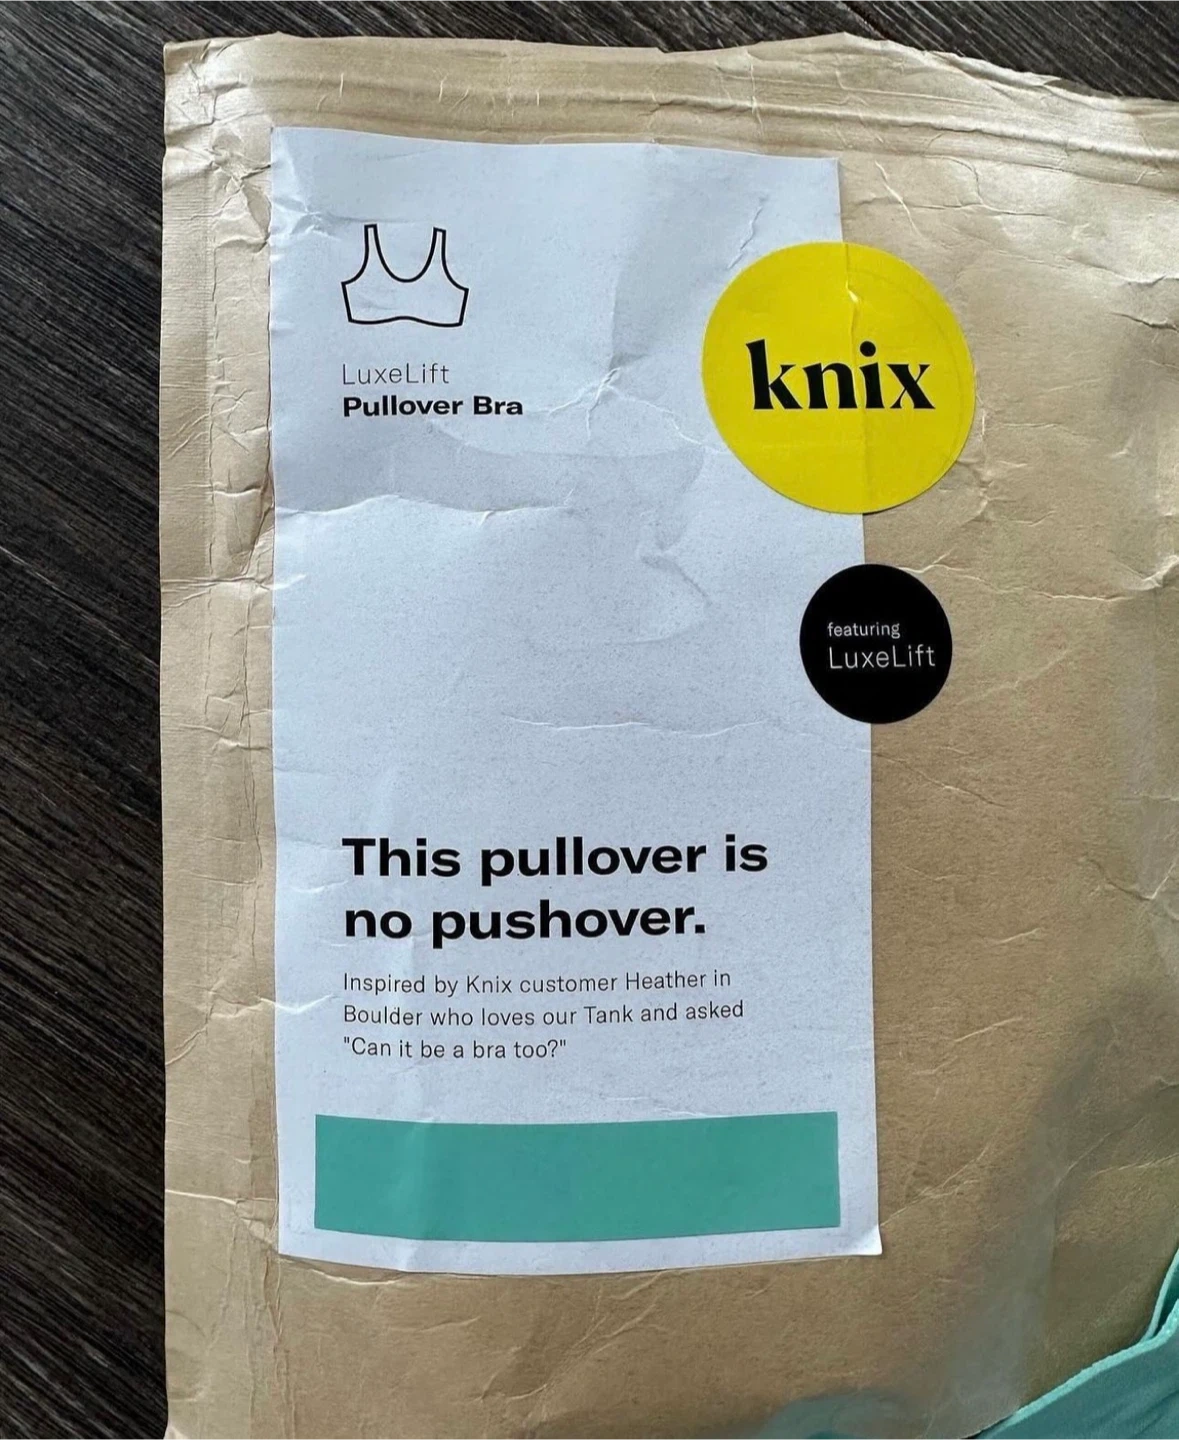 LuxeLift
Pullover Bra
knix
featuring
LuxeLift
This pullover is
no pushover.
Inspired by Knix customer Heather in
Boulder who loves our Tank and asked
"Can it be a bra too?"